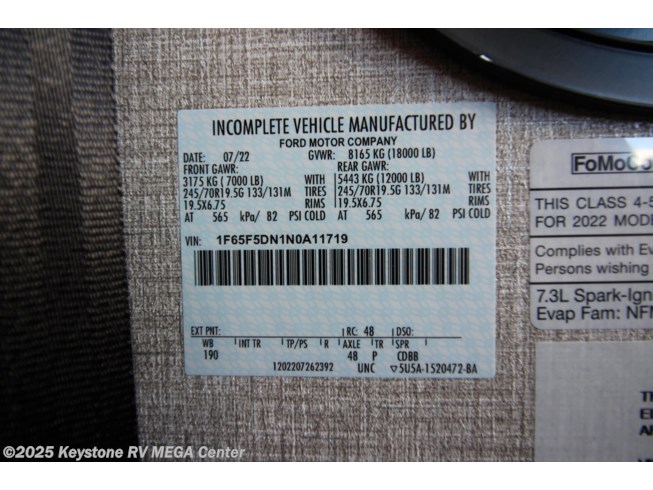 INCOMPLETE VEHICLE MANUFACTURED BY
FORD MOTOR COMPANY
DATE: 07/22 GVWR: 8165 KG (18000 LB)
FRONT GAWR: REAR GAWR:
3175 KG ( 7000 LB) WITH 5443 KG (12000 LB) WITH
245/70R19.5G 133/131M TIRES 245/70R19.5G 133/131M TIRES
19.5X6.75 RIMS 19.5X6.75 RIMS
AT 565 kPa/ 82 PSI COLD AT 565 kPa/ 82 PSI COLD
VIN: 1F65F5DN1N0A11719
EXT PNT: RC: 48 DSO:
WB INT TR TP/PS R AXLE TR SPR
190 48 P CDBB
1202207262392 UNC ▽5U5A-1520472-BA
FoMoCo
THIS CLASS 4-5
FOR 2022 MODE
Complies with Ev
Persons wishing
7.3L Spark-Ign
Evap Fam: NFM
TH
E
A
©2025 Keystone RV MEGA Center